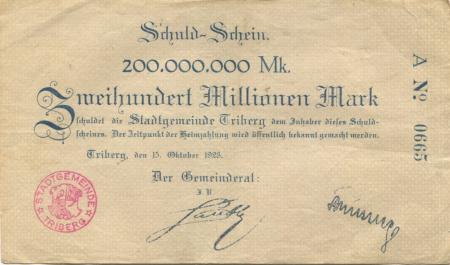 Schuld-Schein.
200.000.000 Mk.
Zweihundert Millionen Mark
schuldet die Stadtgemeinde Triberg dem Inhaber dieses Schuld-
scheines. Der Zeitpunkt der Heimzahlung wird öffentlich bekannt gemacht werden.
Triberg, den 15. Oktober 1923.
Der Gemeinderat:
I. V.
STADTGEMEINDE
TRIBERG
A No 0665